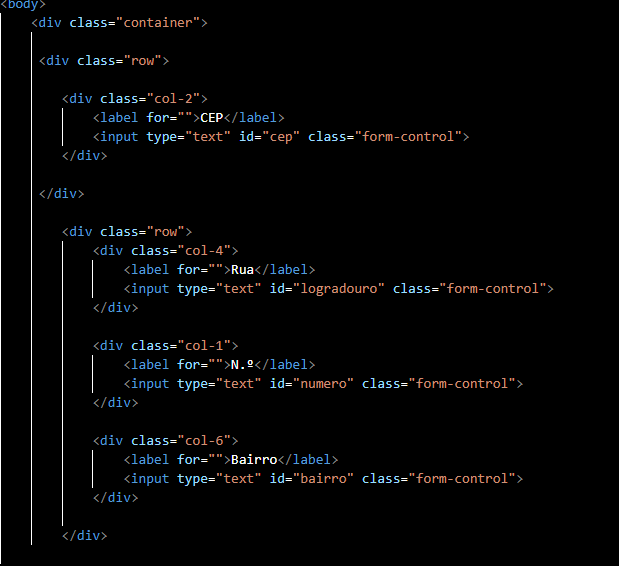 <body>
<div class="container">
<div class="row">
<div class="col-2">
<label for="">CEP</label>
<input type="text" id="cep" class="form-control">
</div>
</div>
<div class="row">
<div class="col-4">
<label for="">Rua</label>
<input type="text" id="logradouro" class="form-control">
</div>
<div class="col-1">
<label for="">N.º</label>
<input type="text" id="numero" class="form-control">
</div>
<div class="col-6">
<label for="">Bairro</label>
<input type="text" id="bairro" class="form-control">
</div>
</div>